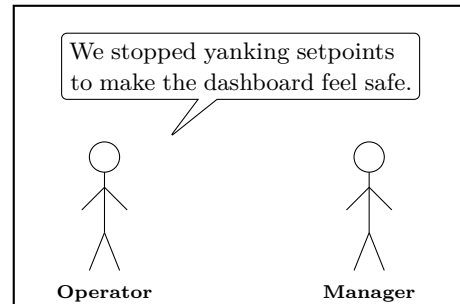 We stopped yanking setpoints
to make the dashboard feel safe.
Operator
Manager